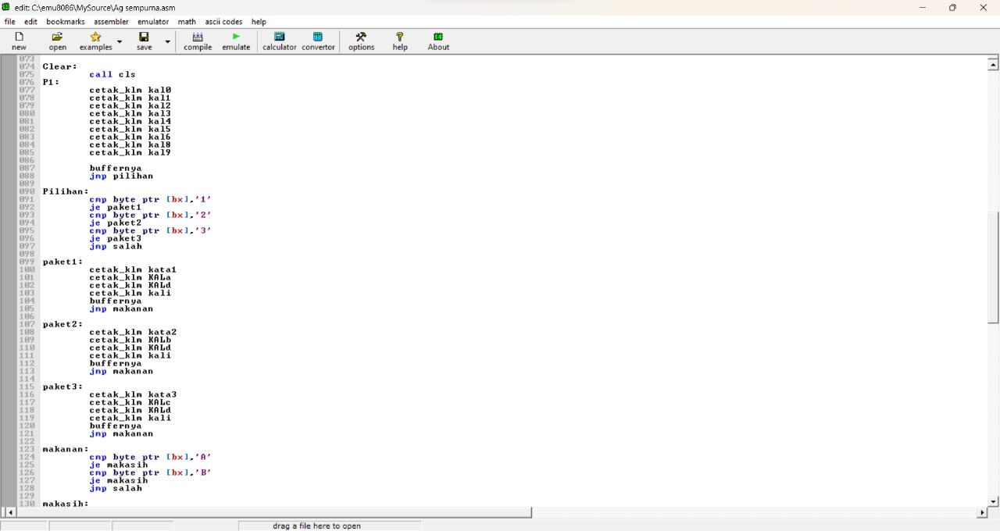 edit: C:\emu8086\MySource\Ag sempurna.asm
file edit bookmarks assembler emulator math ascii codes help
new open examples save compile emulate calculator convertor options help About
073
074 Clear:
075 call cls
076 P1:
077 cetak_klm kal0
078 cetak_klm kal1
079 cetak_klm kal2
080 cetak_klm kal3
081 cetak_klm kal4
082 cetak_klm kal5
083 cetak_klm kal6
084 cetak_klm kal8
085 cetak_klm kal9
086
087 buffernya
088 jmp pilihan
089
090 Pilihan:
091 cmp byte ptr [bx],'1'
092 je paket1
093 cmp byte ptr [bx],'2'
094 je paket2
095 cmp byte ptr [bx],'3'
096 je paket3
097 jmp salah
098
099 paket1:
100 cetak_klm kata1
101 cetak_klm KALa
102 cetak_klm KALd
103 cetak_klm kali
104 buffernya
105 jmp makanan
106
107 paket2:
108 cetak_klm kata2
109 cetak_klm KALb
110 cetak_klm KALd
111 cetak_klm kali
112 buffernya
113 jmp makanan
114
115 paket3:
116 cetak_klm kata3
117 cetak_klm KALc
118 cetak_klm KALd
119 cetak_klm kali
120 buffernya
121 jmp makanan
122
123 makanan:
124 cmp byte ptr [bx],'A'
125 je makasih
126 cmp byte ptr [bx],'B'
127 je makasih
128 jmp salah
129
130 makasih:
drag a file here to open